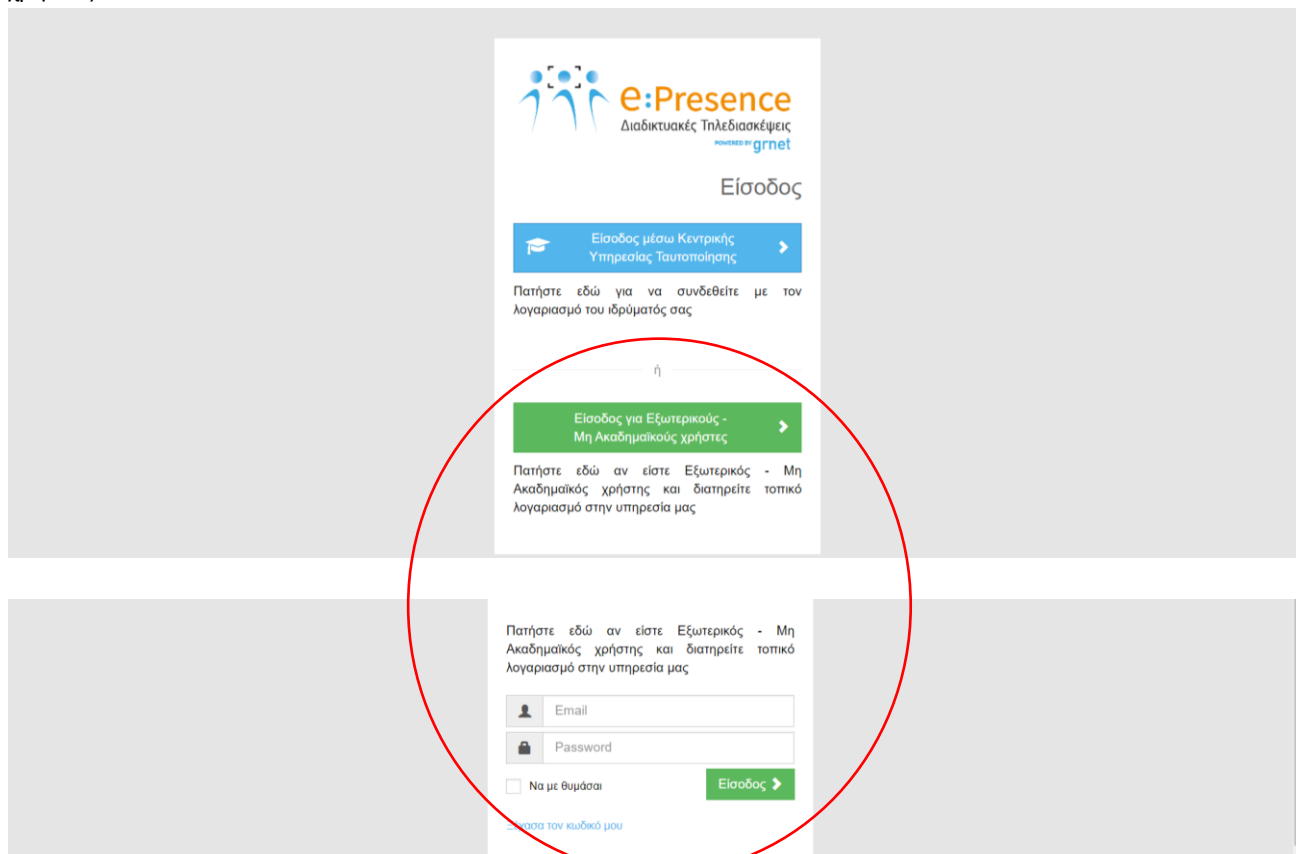 e:Presence
Διαδικτυακές Τηλεδιασκέψεις
POWERED BY grnet
Είσοδος
Είσοδος μέσω Κεντρικής
Υπηρεσίας Ταυτοποίησης
Πατήστε εδώ για να συνδεθείτε με τον
λογαριασμό του ιδρύματός σας
ή
Είσοδος για Εξωτερικούς -
Μη Ακαδημαϊκούς χρήστες
Πατήστε εδώ αν είστε Εξωτερικός - Μη
Ακαδημαϊκός χρήστης και διατηρείτε τοπικό
λογαριασμό στην υπηρεσία μας
Πατήστε εδώ αν είστε Εξωτερικός - Μη
Ακαδημαϊκός χρήστης και διατηρείτε τοπικό
λογαριασμό στην υπηρεσία μας
Email
Password
Να με θυμάσαι
Είσοδος
Ξέχασα τον κωδικό μου